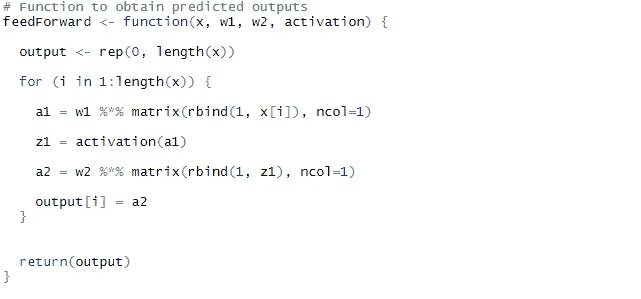 # Function to obtain predicted outputs
feedForward <- function(x, w1, w2, activation) {
output <- rep(0, length(x))
for (i in 1:length(x)) {
a1 = w1 %*% matrix(rbind(1, x[i]), ncol=1)
z1 = activation(a1)
a2 = w2 %*% matrix(rbind(1, z1), ncol=1)
output[i] = a2
}
return(output)
}